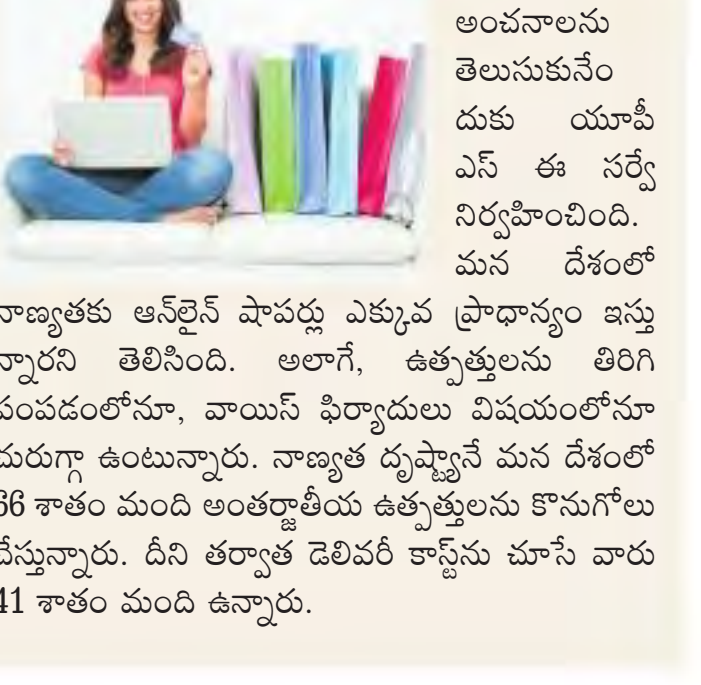 అంచనాలను
తెలుసుకునేం
దుకు యూపీ
ఎస్ ఈ సర్వే
నిర్వహించింది.
మన దేశంలో
నాణ్యతకు ఆన్‌లైన్ షాపర్లు ఎక్కువ ప్రాధాన్యం ఇస్తు
న్నారని తెలిసింది. అలాగే, ఉత్పత్తులను తిరిగి
పంపడంలోనూ, వాయిస్ ఫిర్యాదులు విషయంలోనూ
చురుగ్గా ఉంటున్నారు. నాణ్యత దృష్ట్యానే మన దేశంలో
66 శాతం మంది అంతర్జాతీయ ఉత్పత్తులను కొనుగోలు
చేస్తున్నారు. దీని తర్వాత డెలివరీ కాస్ట్‌ను చూసే వారు
41 శాతం మంది ఉన్నారు.